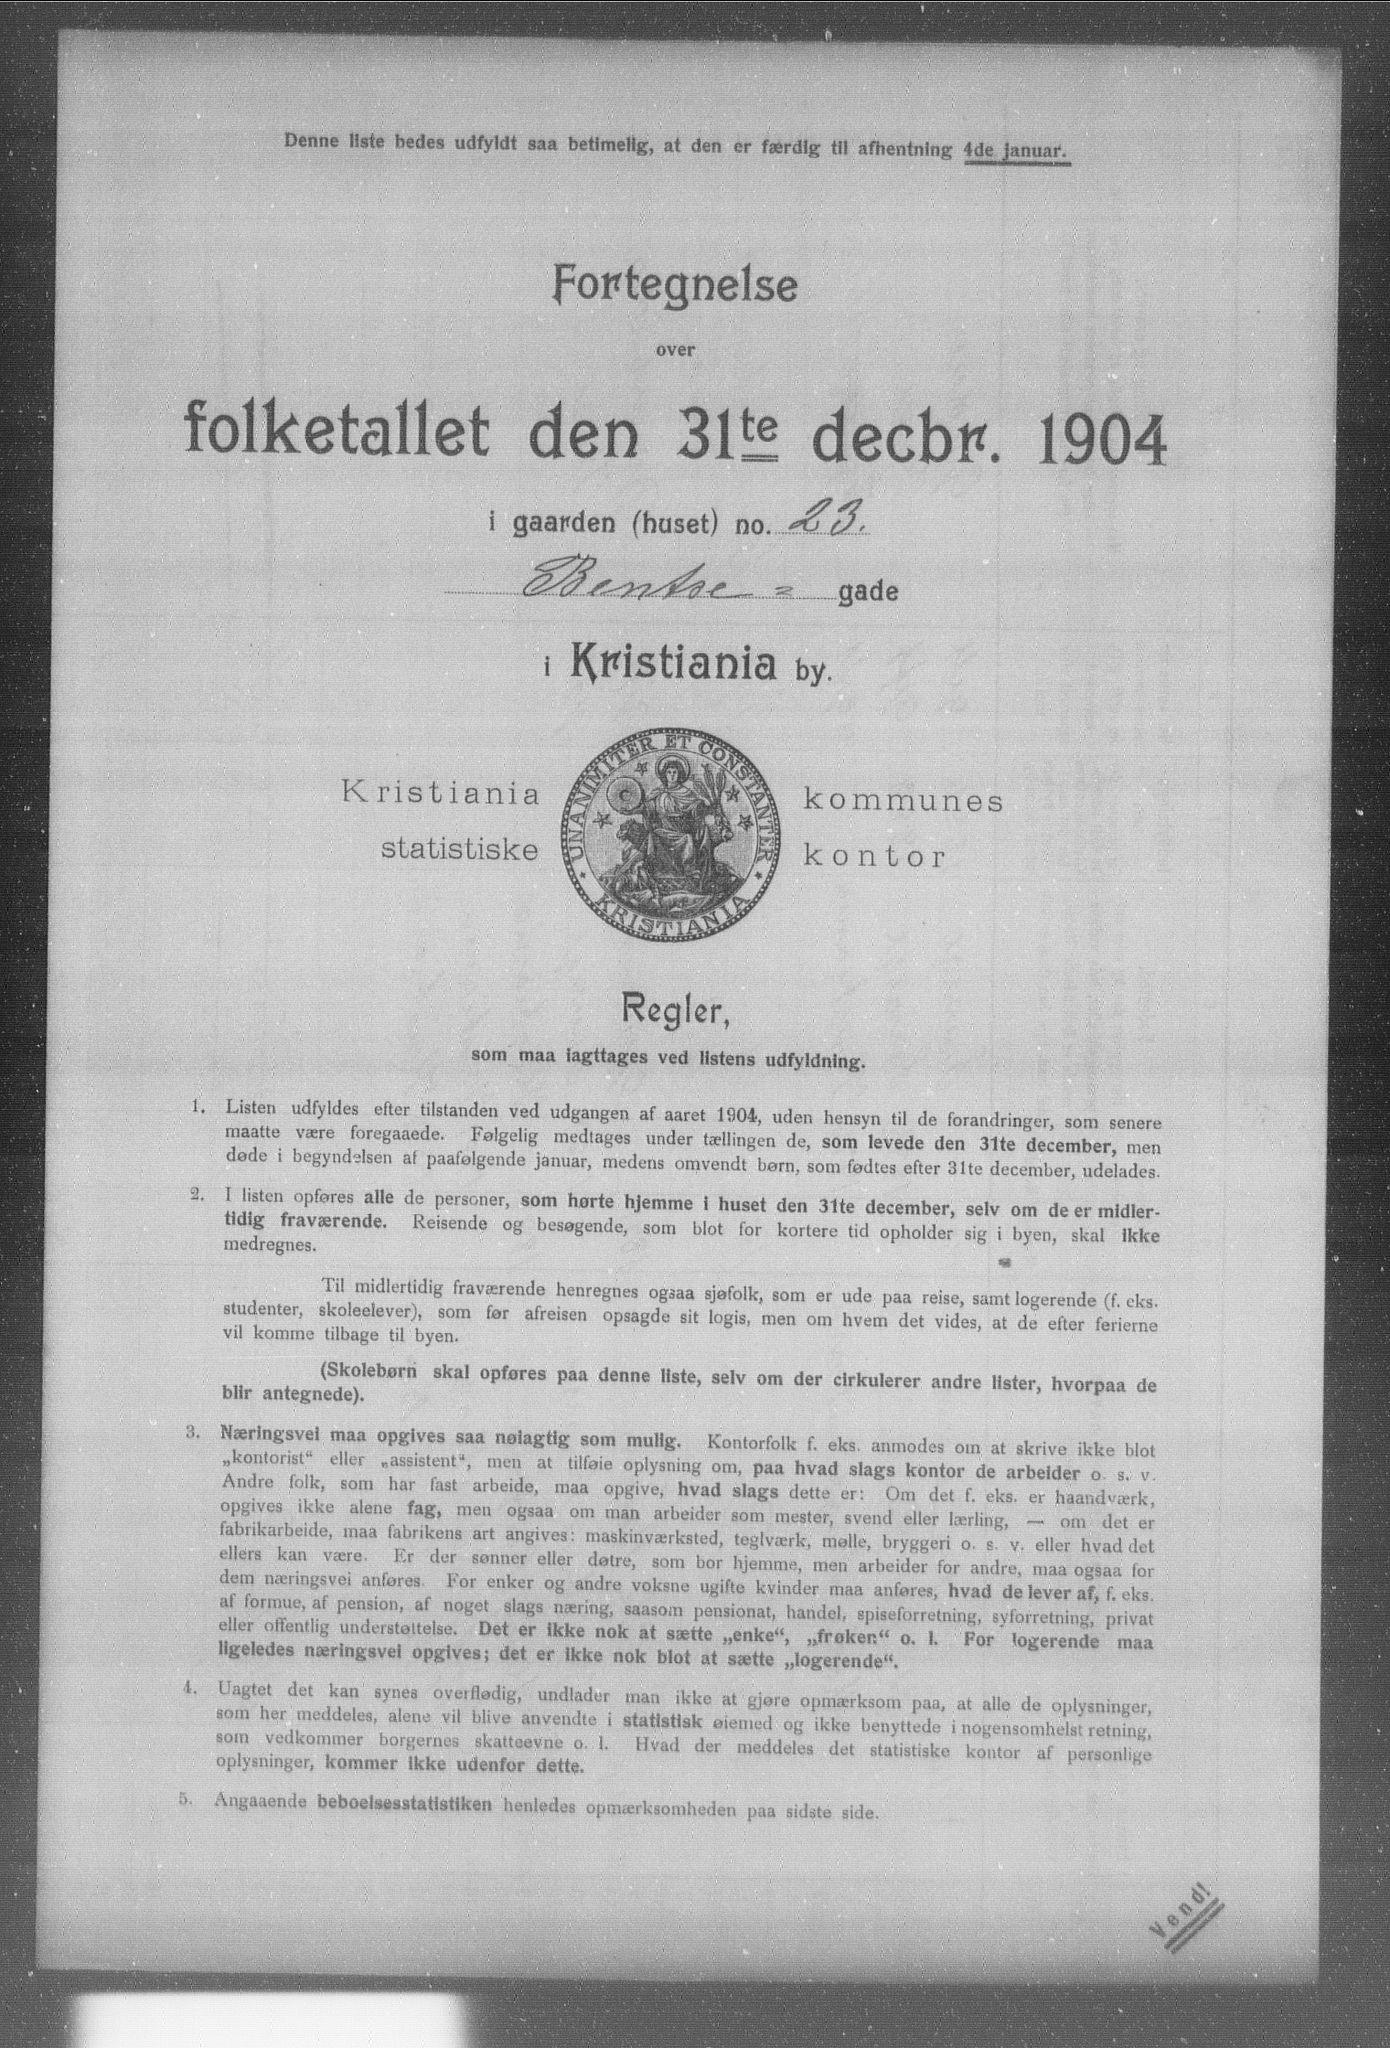 Denne liste bedes udfyldt saa betimelig, at den er færdig til afhentning 4de januar.
Fortegnelse
over
folketallet den 31te decbr. 1904
i gaarden (huset) no. 23.
Bentse = gade
i Kristiania by.
UNANIMITER ET CONSTANTER
KRISTIANIA
Kristiania kommunes
statistiske kontor
Regler,
som maa iagttages ved listens udfyldning.
1. Listen udfyldes efter tilstanden ved udgangen af aaret 1904, uden hensyn til de forandringer, som senere
maatte være foregaaede. Følgelig medtages under tællingen de, som levede den 31te december, men
døde i begyndelsen af paafølgende januar, medens omvendt børn, som fødtes efter 31te december, udelades.
2. I listen opføres alle de personer, som hørte hjemme i huset den 31te december, selv om de er midler-
tidig fraværende. Reisende og besøgende, som blot for kortere tid opholder sig i byen, skal ikke
medregnes.
Til midlertidig fraværende henregnes ogsaa sjøfolk, som er ude paa reise, samt logerende (f. eks.
studenter, skoleelever), som før afreisen opsagde sit logis, men om hvem det vides, at de efter ferierne
vil komme tilbage til byen.
(Skolebørn skal opføres paa denne liste, selv om der cirkulerer andre lister, hvorpaa de
blir antegnede).
3. Næringsvei maa opgives saa nøiagtig som mulig. Kontorfolk f. eks. anmodes om at skrive ikke blot
„kontorist“ eller „assistent“, men at tilføie oplysning om, paa hvad slags kontor de arbeider o. s. v.
Andre folk, som har fast arbeide, maa opgive, hvad slags dette er: Om det f. eks. er haandværk,
opgives ikke alene fag, men ogsaa om man arbeider som mester, svend eller lærling, — om det er
fabrikarbeide, maa fabrikens art angives: maskinværksted, teglværk, mølle, bryggeri o. s. v. eller hvad det
ellers kan være. Er der sønner eller døtre, som bor hjemme, men arbeider for andre, maa ogsaa for
dem næringsvei anføres. For enker og andre voksne ugifte kvinder maa anføres, hvad de lever af, f. eks.
af formue, af pension, af noget slags næring, saasom pensionat, handel, spiseforretning, syforretning, privat
eller offentlig understøttelse. Det er ikke nok at sætte „enke“, „frøken“ o. l. For logerende maa
ligeledes næringsvei opgives; det er ikke nok blot at sætte „logerende“.
4. Uagtet det kan synes overflødig, undlader man ikke at gjøre opmærksom paa, at alle de oplysninger,
som her meddeles, alene vil blive anvendte i statistisk øiemed og ikke benyttede i nogensomhelst retning,
som vedkommer borgernes skatteevne o. l. Hvad der meddeles det statistiske kontor af personlige
oplysninger, kommer ikke udenfor dette.
5. Angaaende beboelsesstatistiken henledes opmærksomheden paa sidste side.
Vend!